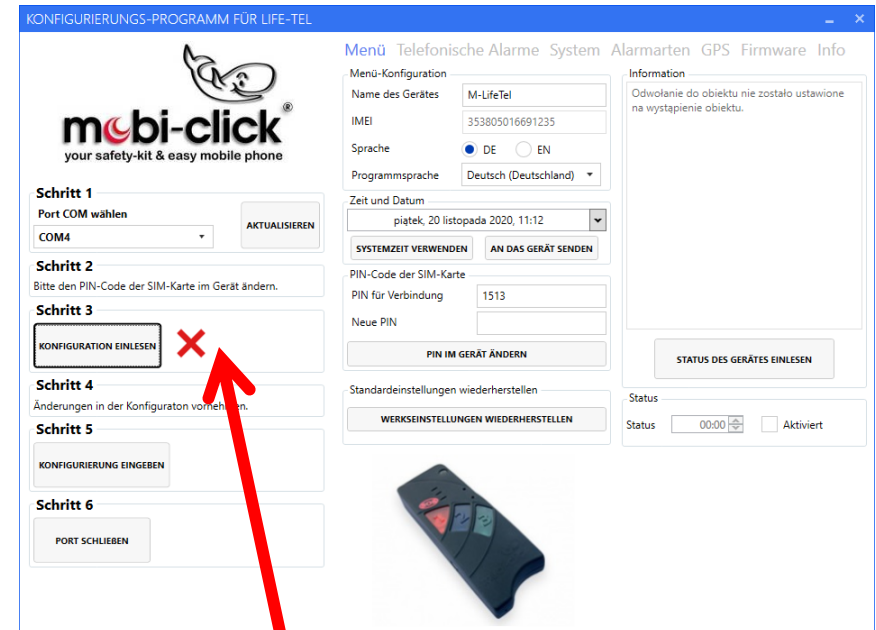 KONFIGURIERUNGS-PROGRAMM FÜR LIFE-TEL
mobi-click®
your safety-kit & easy mobile phone
Schritt 1
Port COM wählen
COM4
AKTUALISIEREN
Schritt 2
Bitte den PIN-Code der SIM-Karte im Gerät ändern.
Schritt 3
KONFIGURATION EINLESEN
Schritt 4
Änderungen in der Konfiguraton vornehmen.
Schritt 5
KONFIGURIERUNG EINGEBEN
Schritt 6
PORT SCHLIEßEN
Menü Telefonische Alarme System Alarmarten GPS Firmware Info
Menü-Konfiguration
Name des Gerätes M-LifeTel
IMEI 353805016691235
Sprache DE EN
Programmsprache Deutsch (Deutschland)
Zeit und Datum
piątek, 20 listopada 2020, 11:12
SYSTEMZEIT VERWENDEN AN DAS GERÄT SENDEN
PIN-Code der SIM-Karte
PIN für Verbindung 1513
Neue PIN
PIN IM GERÄT ÄNDERN
Standardeinstellungen wiederherstellen
WERKSEINSTELLUNGEN WIEDERHERSTELLEN
Information
Odwołanie do obiektu nie zostało ustawione
na wystąpienie obiektu.
STATUS DES GERÄTES EINLESEN
Status
Status 00:00 Aktiviert